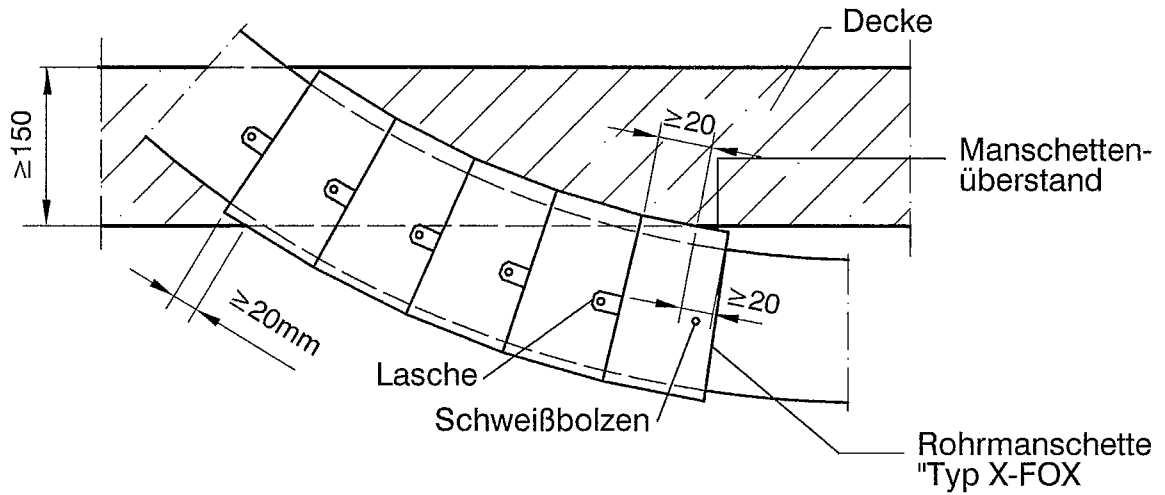 Decke
≥150
≥20
Manschetten-
überstand
≥20
≥20mm
Lasche
Schweißbolzen
Rohrmanschette
"Typ X-FOX